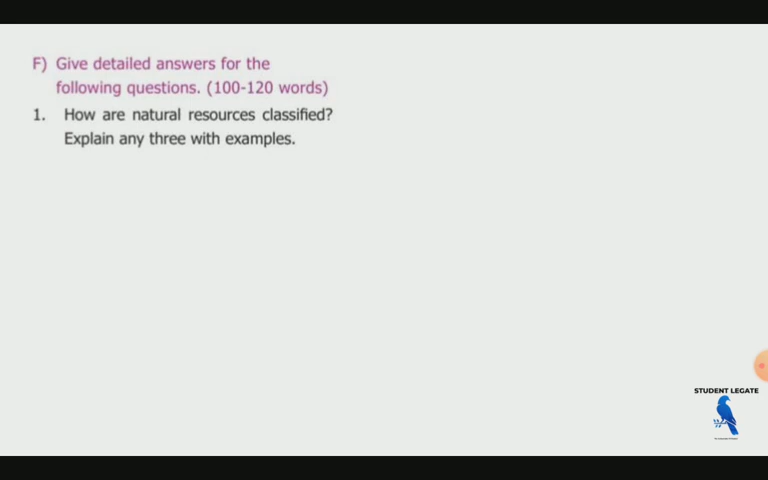 F) Give detailed answers for the
following questions. (100-120 words)
1. How are natural resources classified?
Explain any three with examples.
STUDENT LEGATE